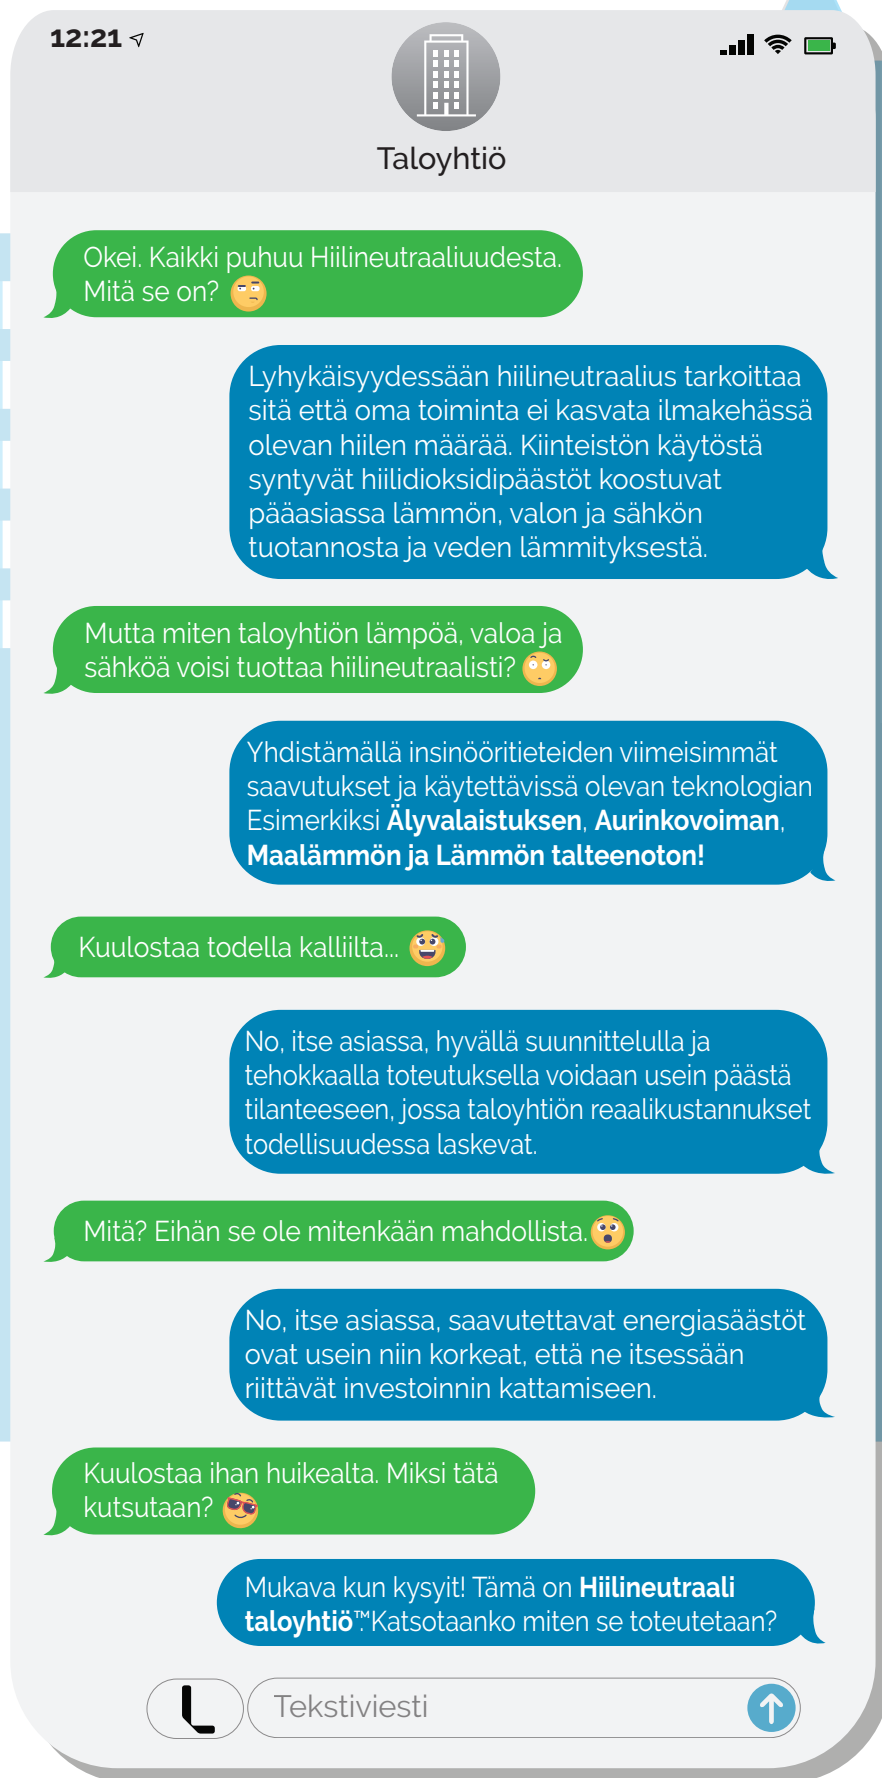 12:21
Taloyhtiö
Okei. Kaikki puhuu Hiilineutraaliuudesta.
Mitä se on?
Lyhykäisyydessään hiilineutraalius tarkoittaa
sitä että oma toiminta ei kasvata ilmakehässä
olevan hiilen määrää. Kiinteistön käytöstä
syntyvät hiilidioksidipäästöt koostuvat
pääasiassa lämmön, valon ja sähkön
tuotannosta ja veden lämmityksestä.
Mutta miten taloyhtiön lämpöä, valoa ja
sähköä voisi tuottaa hiilineutraalisti?
Yhdistämällä insinööritieteiden viimeisimmät
saavutukset ja käytettävissä olevan teknologian
Esimerkiksi Älyvalaistuksen, Aurinkovoiman,
Maalämmön ja Lämmön talteenoton!
Kuulostaa todella kalliilta...
No, itse asiassa, hyvällä suunnittelulla ja
tehokkaalla toteutuksella voidaan usein päästä
tilanteeseen, jossa taloyhtiön reaalikustannukset
todellisuudessa laskevat.
Mitä? Eihän se ole mitenkään mahdollista.
No, itse asiassa, saavutettavat energiasäästöt
ovat usein niin korkeat, että ne itsessään
riittävät investoinnin kattamiseen.
Kuulostaa ihan huikealta. Miksi tätä
kutsutaan?
Mukava kun kysyit! Tämä on Hiilineutraali
taloyhtiö™. Katsotaanko miten se toteutetaan?
Tekstiviesti